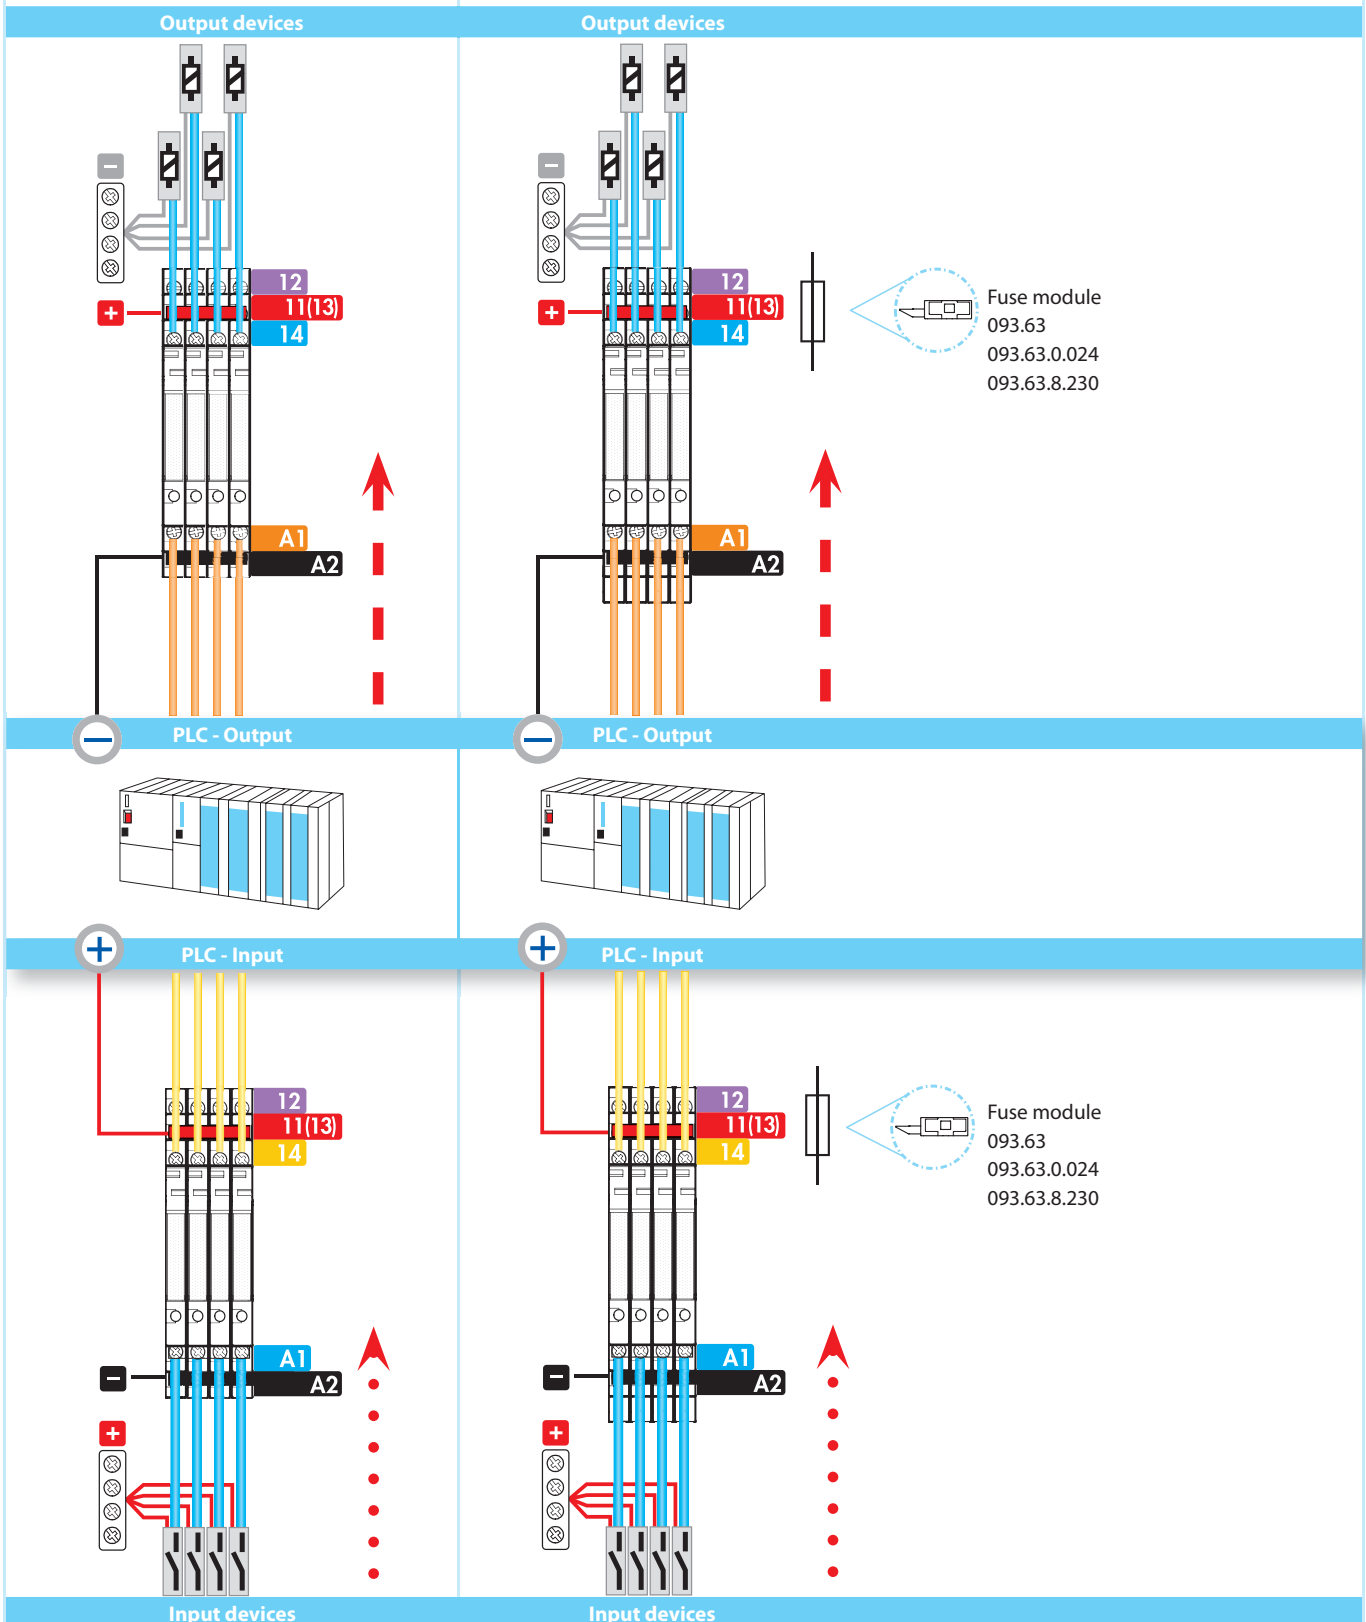 Output devices
Output devices
−
−
12
12
+
11(13)
+
11(13)
14
14
Fuse module
093.63
093.63.0.024
093.63.8.230
A1
A1
A2
A2
−
PLC - Output
−
PLC - Output
+
PLC - Input
+
PLC - Input
12
12
11(13)
11(13)
14
14
Fuse module
093.63
093.63.0.024
093.63.8.230
A1
A1
−
A2
−
A2
+
+
Input devices
Input devices